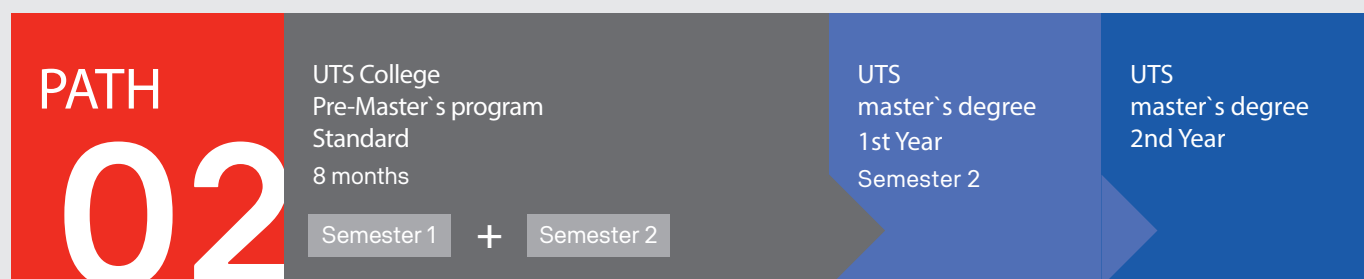 PATH
02
UTS College
Pre-Master`s program
Standard
8 months
Semester 1 + Semester 2
UTS
master`s degree
1st Year
Semester 2
UTS
master`s degree
2nd Year